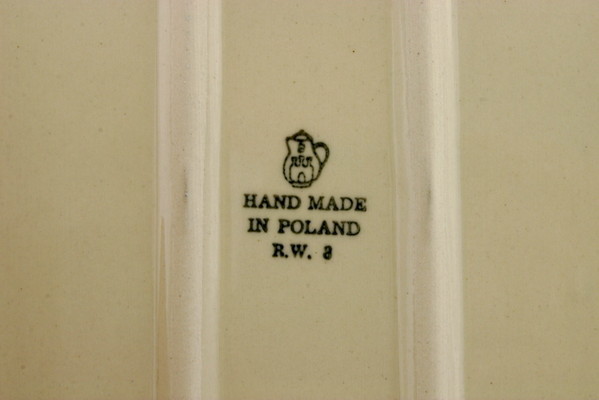 HAND MADE
IN POLAND
R.W. 3